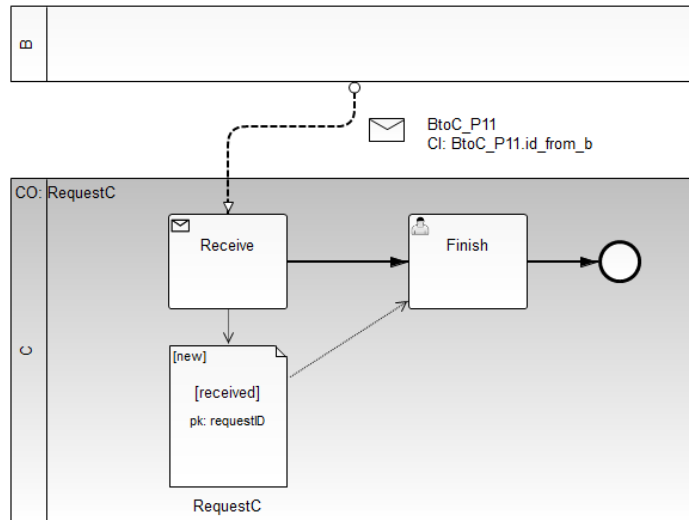 B
BtoC_P11
CI: BtoC_P11.id_from_b
CO: RequestC
Receive
Finish
C
[new]
[received]
pk: requestID
RequestC